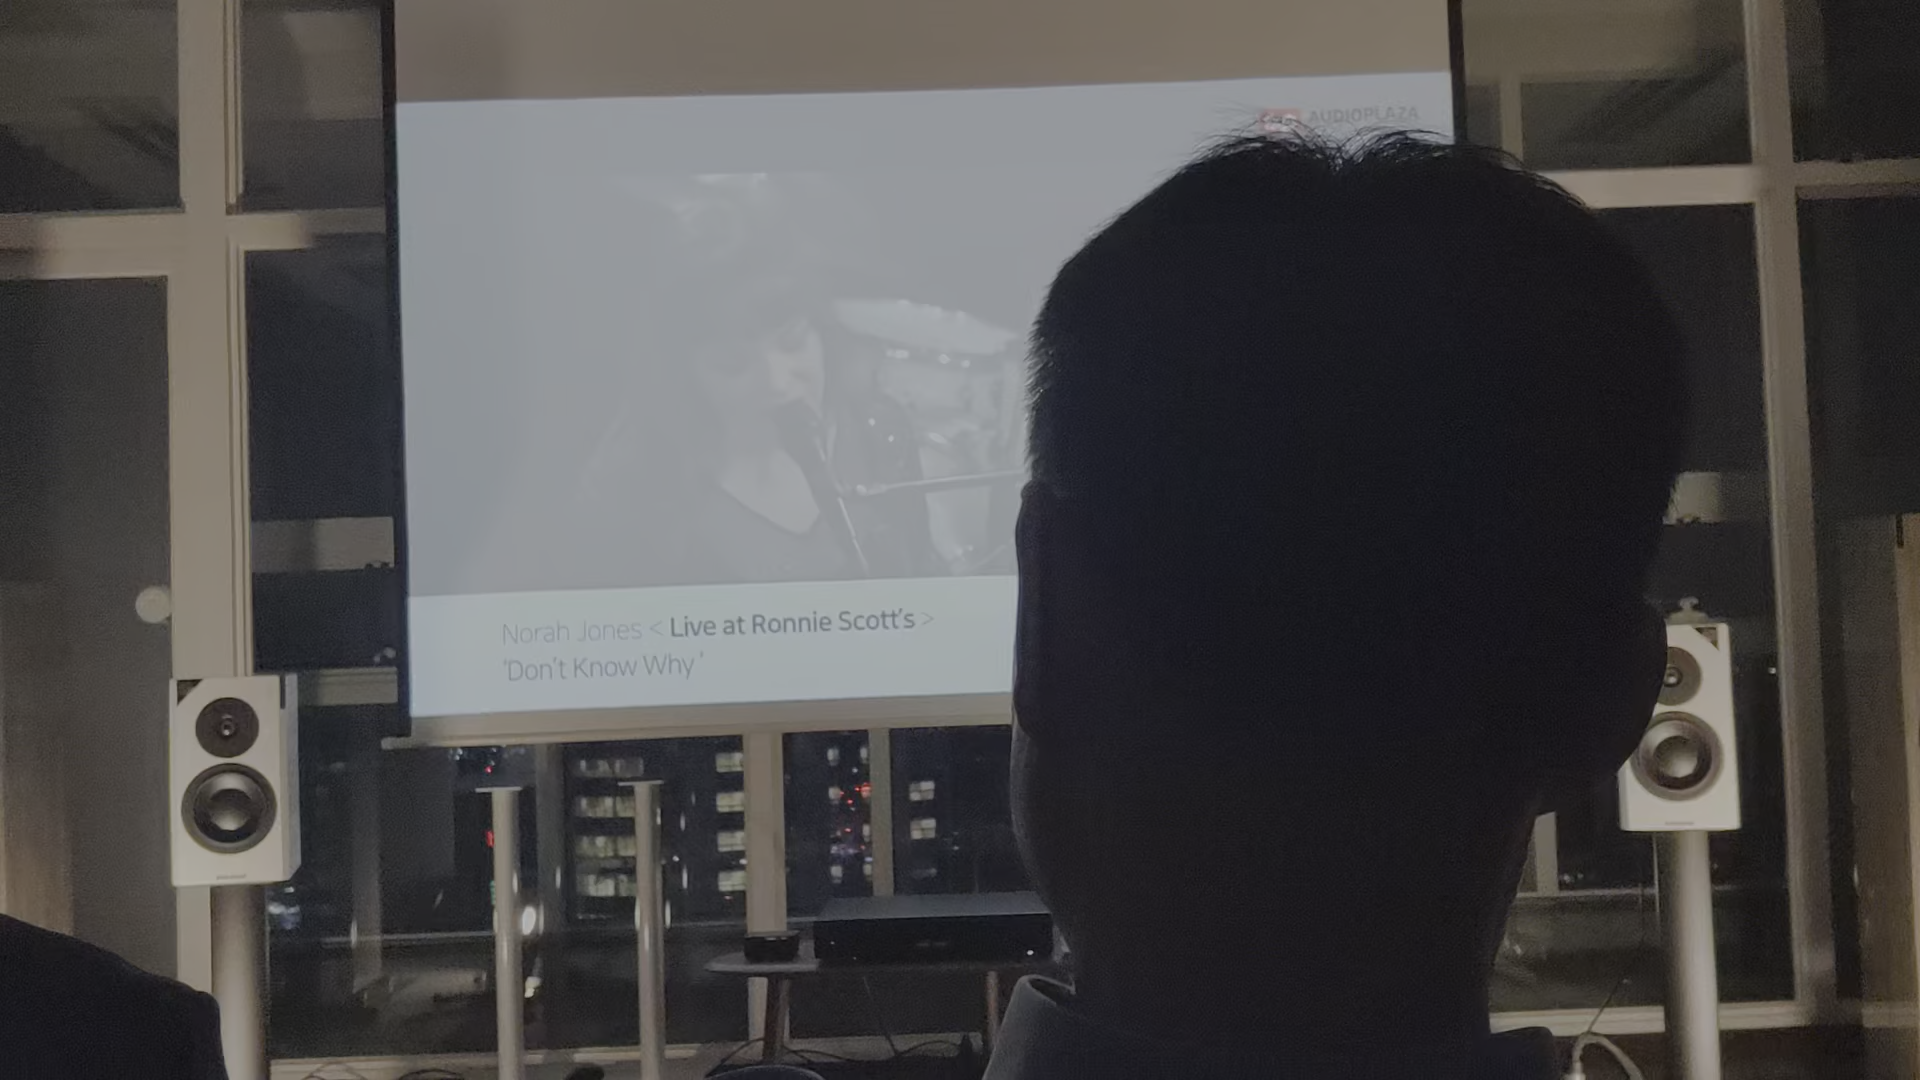 AUDIOPLAZA
Norah Jones < Live at Ronnie Scott's >
'Don't Know Why'